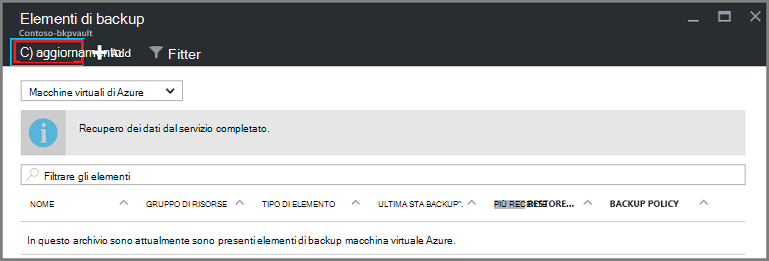 Elementi di backup
Contoso-bkpvault
C) aggiornamento Add Fitter
Macchine virtuali di Azure
Recupero dei dati dal servizio completato.
Filtrare gli elementi
NOME GRUPPO DI RISORSE TIPO DI ELEMENTO ULTIMA STA BACKUP". PIÙ RECENTE RESTORE... BACKUP POLICY
In questo archivio sono attualmente sono presenti elementi di backup macchina virtuale Azure.